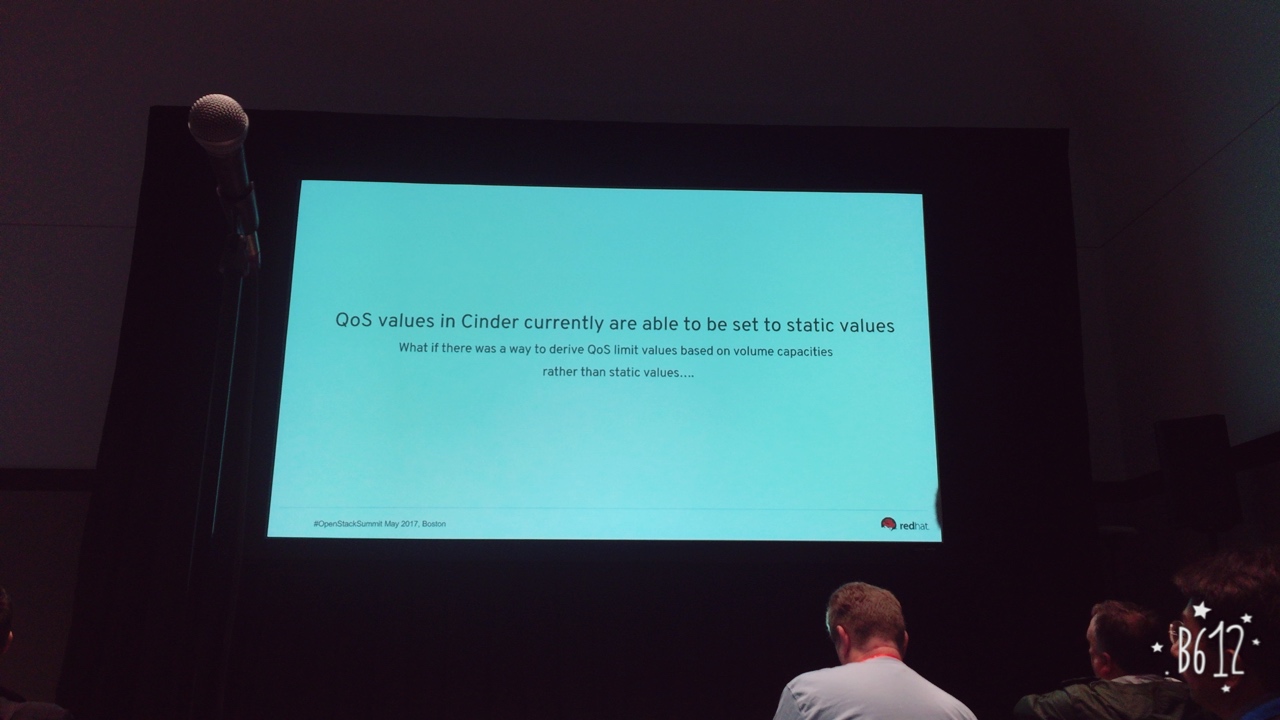 QoS values in Cinder currently are able to be set to static values
What if there was a way to derive QoS limit values based on volume capacities
rather than static values....
#OpenStackSummit May 2017, Boston
redhat.
B612